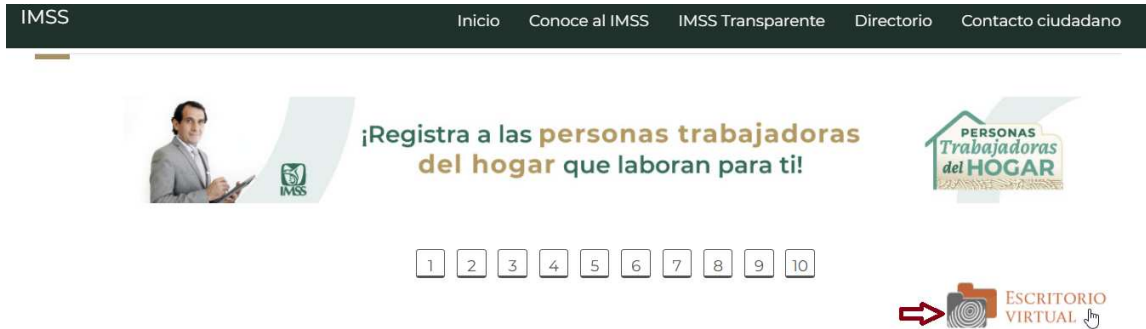 IMSS
Inicio Conoce al IMSS IMSS Transparente Directorio Contacto ciudadano
¡Registra a las personas trabajadoras
del hogar que laboran para ti!
IMSS
PERSONAS
Trabajadoras
del HOGAR
1 2 3 4 5 6 7 8 9 10
ESCRITORIO
VIRTUAL